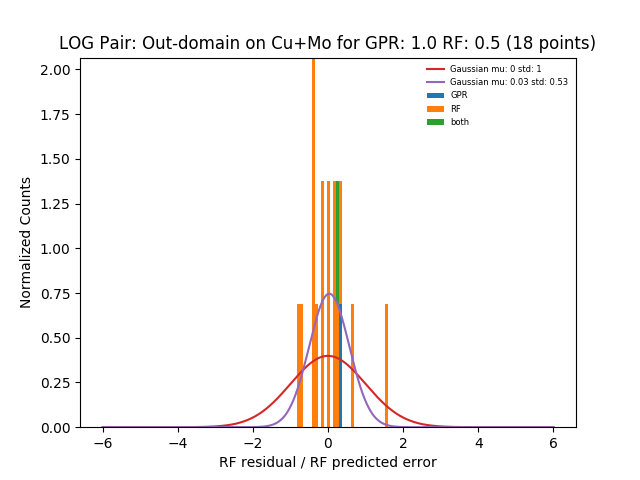 LOG Pair: Out-domain on Cu+Mo for GPR: 1.0 RF: 0.5 (18 points)
Gaussian mu: 0 std: 1
Gaussian mu: 0.03 std: 0.53
GPR
RF
both
Normalized Counts
2.00
1.75
1.50
1.25
1.00
0.75
0.50
0.25
0.00
−6
−4
−2
0
2
4
6
RF residual / RF predicted error